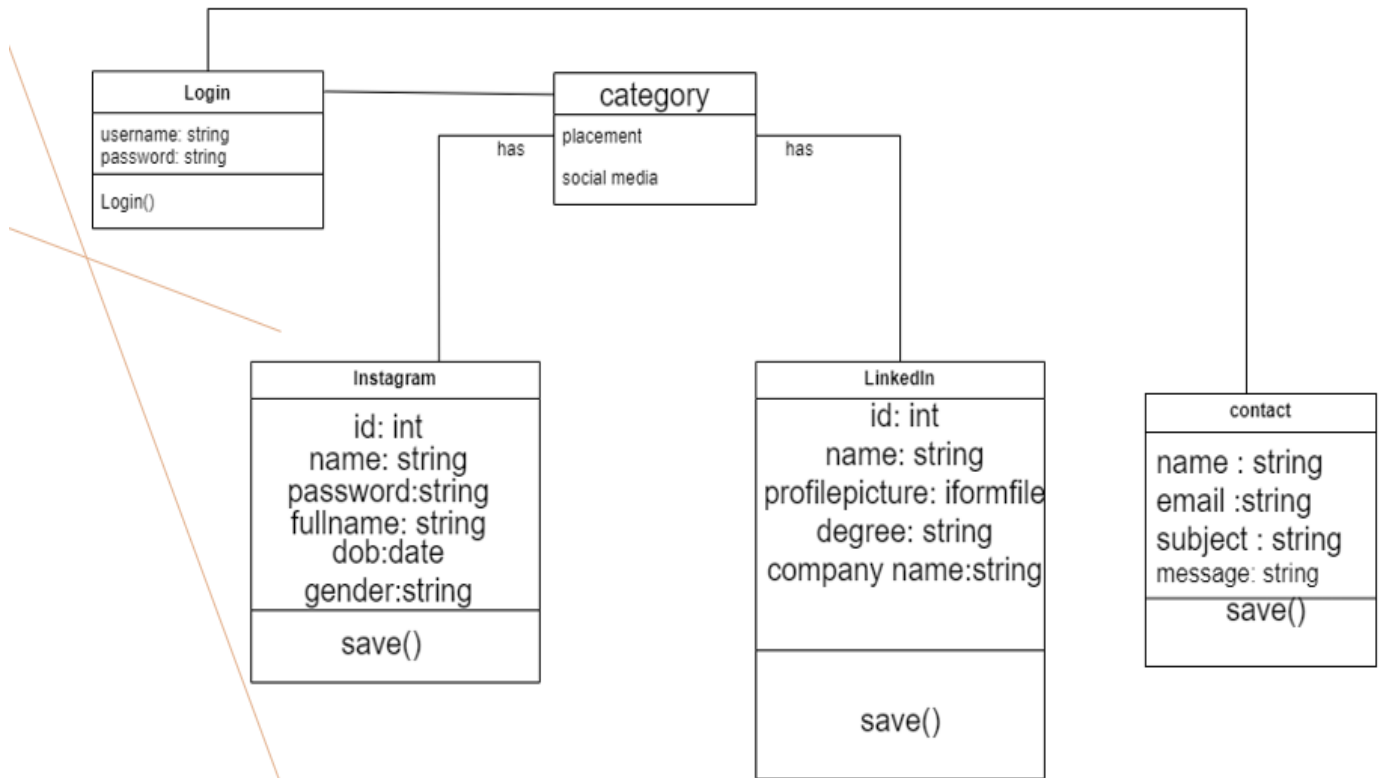 Login
username: string
password: string
Login()
category
placement
social media
has
has
Instagram
id: int
name: string
password:string
fullname: string
dob:date
gender:string
save()
LinkedIn
id: int
name: string
profilepicture: iformfile
degree: string
company name:string
save()
contact
name : string
email :string
subject : string
message: string
save()